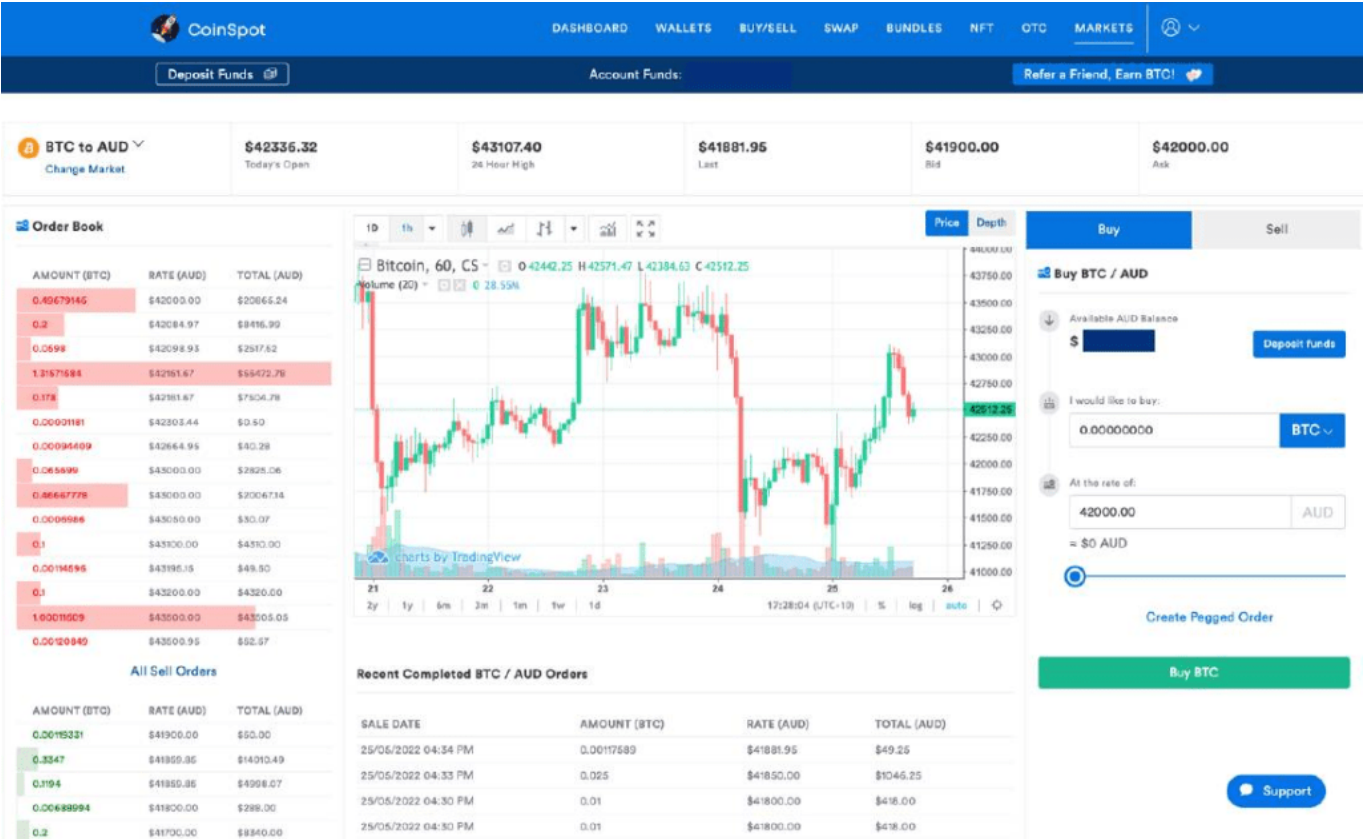 CoinSpot
DASHBOARD WALLETS BUY/SELL SWAP BUNDLES NFT OTC MARKETS
Deposit Funds Account Funds: Refer a Friend, Earn BTC!
BTC to AUD $42336.32 $43107.40 $41881.95 $41900.00 $42000.00
Change Market Today's Open 24 Hour High Last Bid Ask
Order Book
AMOUNT (BTC) RATE (AUD) TOTAL (AUD)
0.49679146 $42000.00 $20865.24
0.2 $42084.97 $8416.99
0.0598 $42098.93 $2517.52
1.31571684 $42161.67 $55472.78
0.178 $42161.67 $7504.78
0.00001181 $42303.44 $0.50
0.00094409 $42664.95 $40.28
0.065699 $43000.00 $2825.06
0.46667778 $43000.00 $20067.14
$43050.00 $30.07
0.1 $43100.00 $4310.00
$43195.15 $49.50
0.1 $43200.00 $4320.00
1.00011609 $43500.00 $43505.05
0.00120849 $43500.95 $52.57
All Sell Orders
AMOUNT (BTC) RATE (AUD) TOTAL (AUD)
$41900.00 $50.00
0.3347 $41859.85 $14010.49
0.1194 $41859.85 $4998.07
0.00688994 $41800.00 $288.00
0.2 $41700.00 $8340.00
1D 1h
Price Depth
Bitcoin, 60, CS O 42442.25 H 42571.47 L 42384.63 C 42512.25
Volume (20) 0 28.55%
44000.00
43750.00
43500.00
43250.00
43000.00
42750.00
42512.25
42250.00
42000.00
41750.00
41500.00
41250.00
41000.00
charts by TradingView
21 22 23 24 25 26
2y 1y 6m 3m 1m 1w 1d 17:28:04 (UTC+10) % log auto
Recent Completed BTC / AUD Orders
SALE DATE AMOUNT (BTC) RATE (AUD) TOTAL (AUD)
25/05/2022 04:34 PM 0.00117589 $41881.95 $49.25
25/05/2022 04:33 PM 0.025 $41850.00 $1046.25
25/05/2022 04:30 PM 0.01 $41800.00 $418.00
25/05/2022 04:30 PM 0.01 $41800.00 $418.00
Buy Sell
Buy BTC / AUD
Available AUD Balance
$ Deposit funds
I would like to buy:
0.00000000 BTC
At the rate of:
42000.00 AUD
≈ $0 AUD
Create Pegged Order
Buy BTC
Support